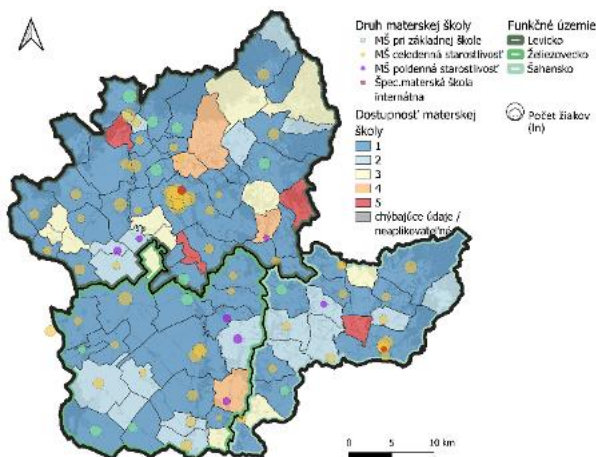 Druh materskej školy
MŠ pri základnej škole
MŠ celodenná starostlivosť
MŠ poldenná starostlivosť
Špec.materská škola
internátna
Dostupnosť materskej
školy
1
2
3
4
5
chýbajúce údaje /
neaplikovateľné
Funkčné územie
Levicko
Želiezovecko
Šahansko
Počet žiakov
(ln)
0 5 10 km